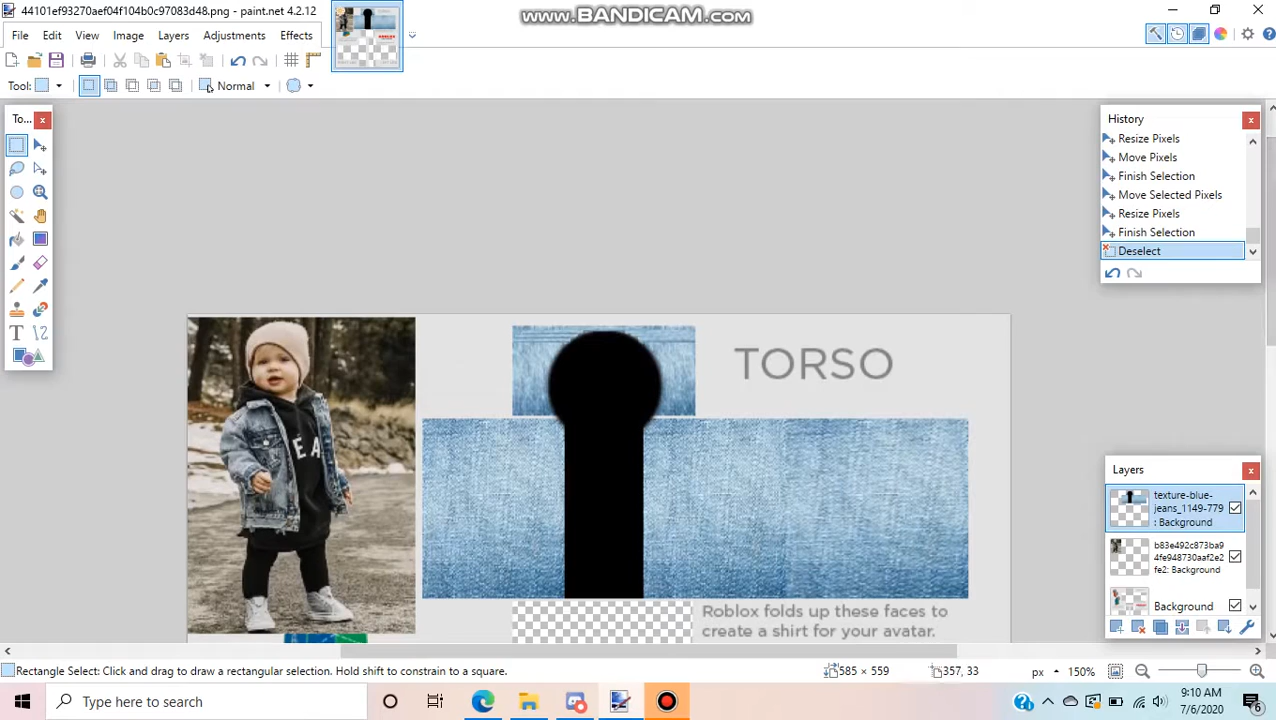 44101ef93270aef04f104b0c97083d48.png - paint.net 4.2.12
www.BANDICAM.com
File Edit View Image Layers Adjustments Effects
Tool: Normal
To...
History
Resize Pixels
Move Pixels
Finish Selection
Move Selected Pixels
Resize Pixels
Finish Selection
Deselect
TORSO
Roblox folds up these faces to
create a shirt for your avatar.
Layers
texture-blue-
jeans_1149-779
: Background
b83e492c873ba9
4fe948730aaf2e2
fe2: Background
Background
Rectangle Select: Click and drag to draw a rectangular selection. Hold shift to constrain to a square.
585 × 559
357, 33
px
150%
Type here to search
9:10 AM
7/6/2020
6